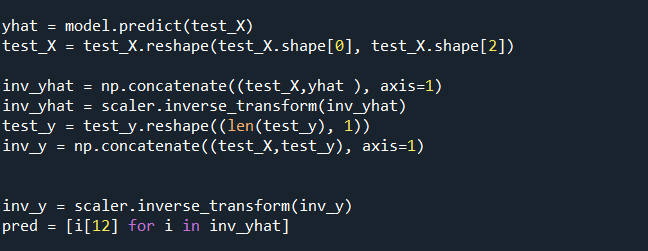 yhat = model.predict(test_X)
test_X = test_X.reshape(test_X.shape[0], test_X.shape[2])
inv_yhat = np.concatenate((test_X,yhat ), axis=1)
inv_yhat = scaler.inverse_transform(inv_yhat)
test_y = test_y.reshape((len(test_y), 1))
inv_y = np.concatenate((test_X,test_y), axis=1)
inv_y = scaler.inverse_transform(inv_y)
pred = [i[12] for i in inv_yhat]